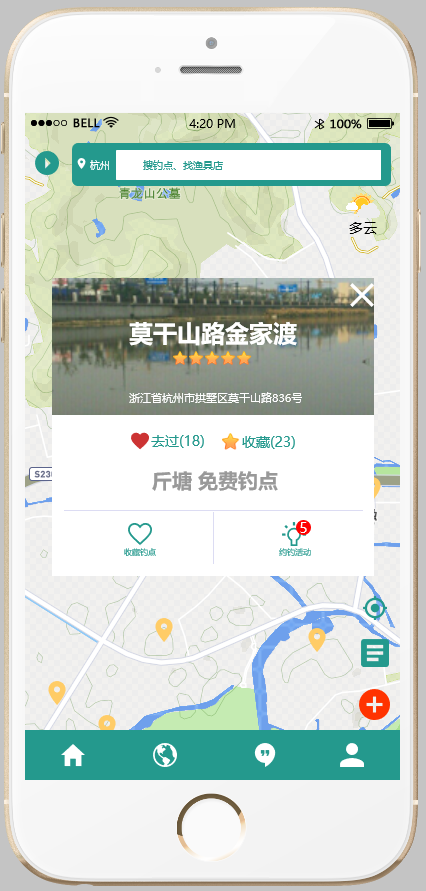 BELL 4:20 PM 100%
杭州 搜钓点、找渔具店
青龙山公墓
多云
莫干山路金家渡
浙江省杭州市拱墅区莫干山路836号
去过(18) 收藏(23)
S230
斤塘 免费钓点
5
收藏钓点 约钓活动